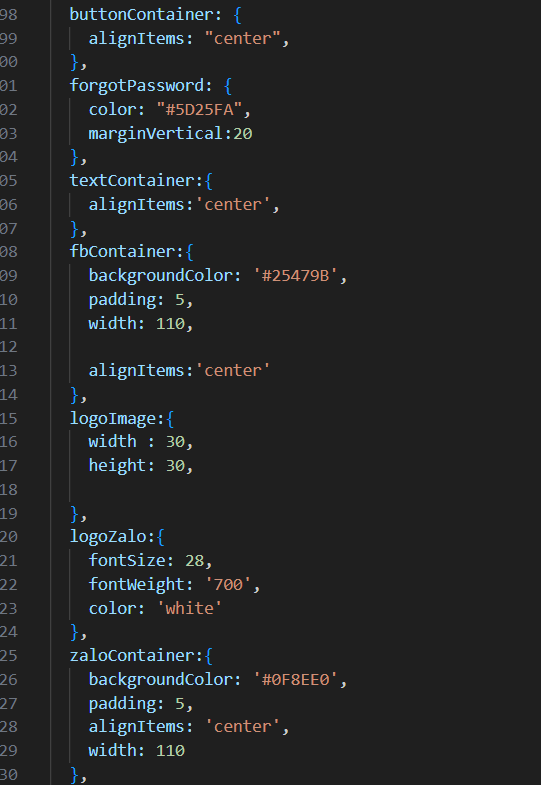 98 buttonContainer: {
99 alignItems: "center",
00 },
01 forgotPassword: {
02 color: "#5D25FA",
03 marginVertical:20
04 },
05 textContainer:{
06 alignItems:'center',
07 },
08 fbContainer:{
09 backgroundColor: '#25479B',
10 padding: 5,
11 width: 110,
12
13 alignItems:'center'
14 },
15 logoImage:{
16 width : 30,
17 height: 30,
18
19 },
20 logoZalo:{
21 fontSize: 28,
22 fontWeight: '700',
23 color: 'white'
24 },
25 zaloContainer:{
26 backgroundColor: '#0F8EE0',
27 padding: 5,
28 alignItems: 'center',
29 width: 110
30 },